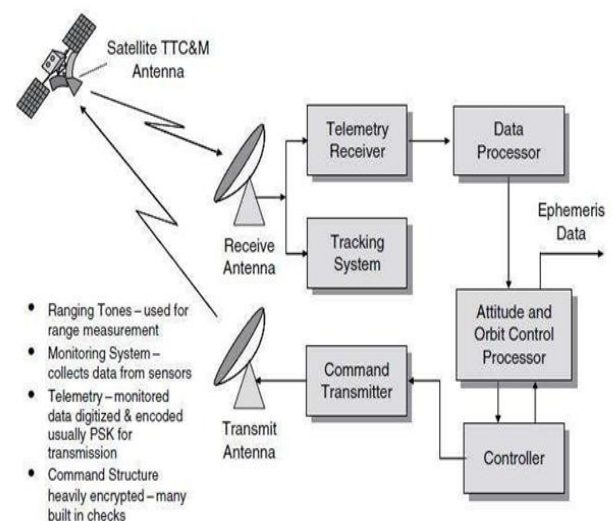 Satellite TTC&M
Antenna
Telemetry
Receiver
Data
Processor
Receive
Antenna
Tracking
System
Ephemeris
Data
• Ranging Tones – used for
range measurement
• Monitoring System –
collects data from sensors
• Telemetry – monitored
data digitized & encoded
usually PSK for
transmission
• Command Structure
heavily encrypted – many
built in checks
Transmit
Antenna
Command
Transmitter
Attitude and
Orbit Control
Processor
Controller